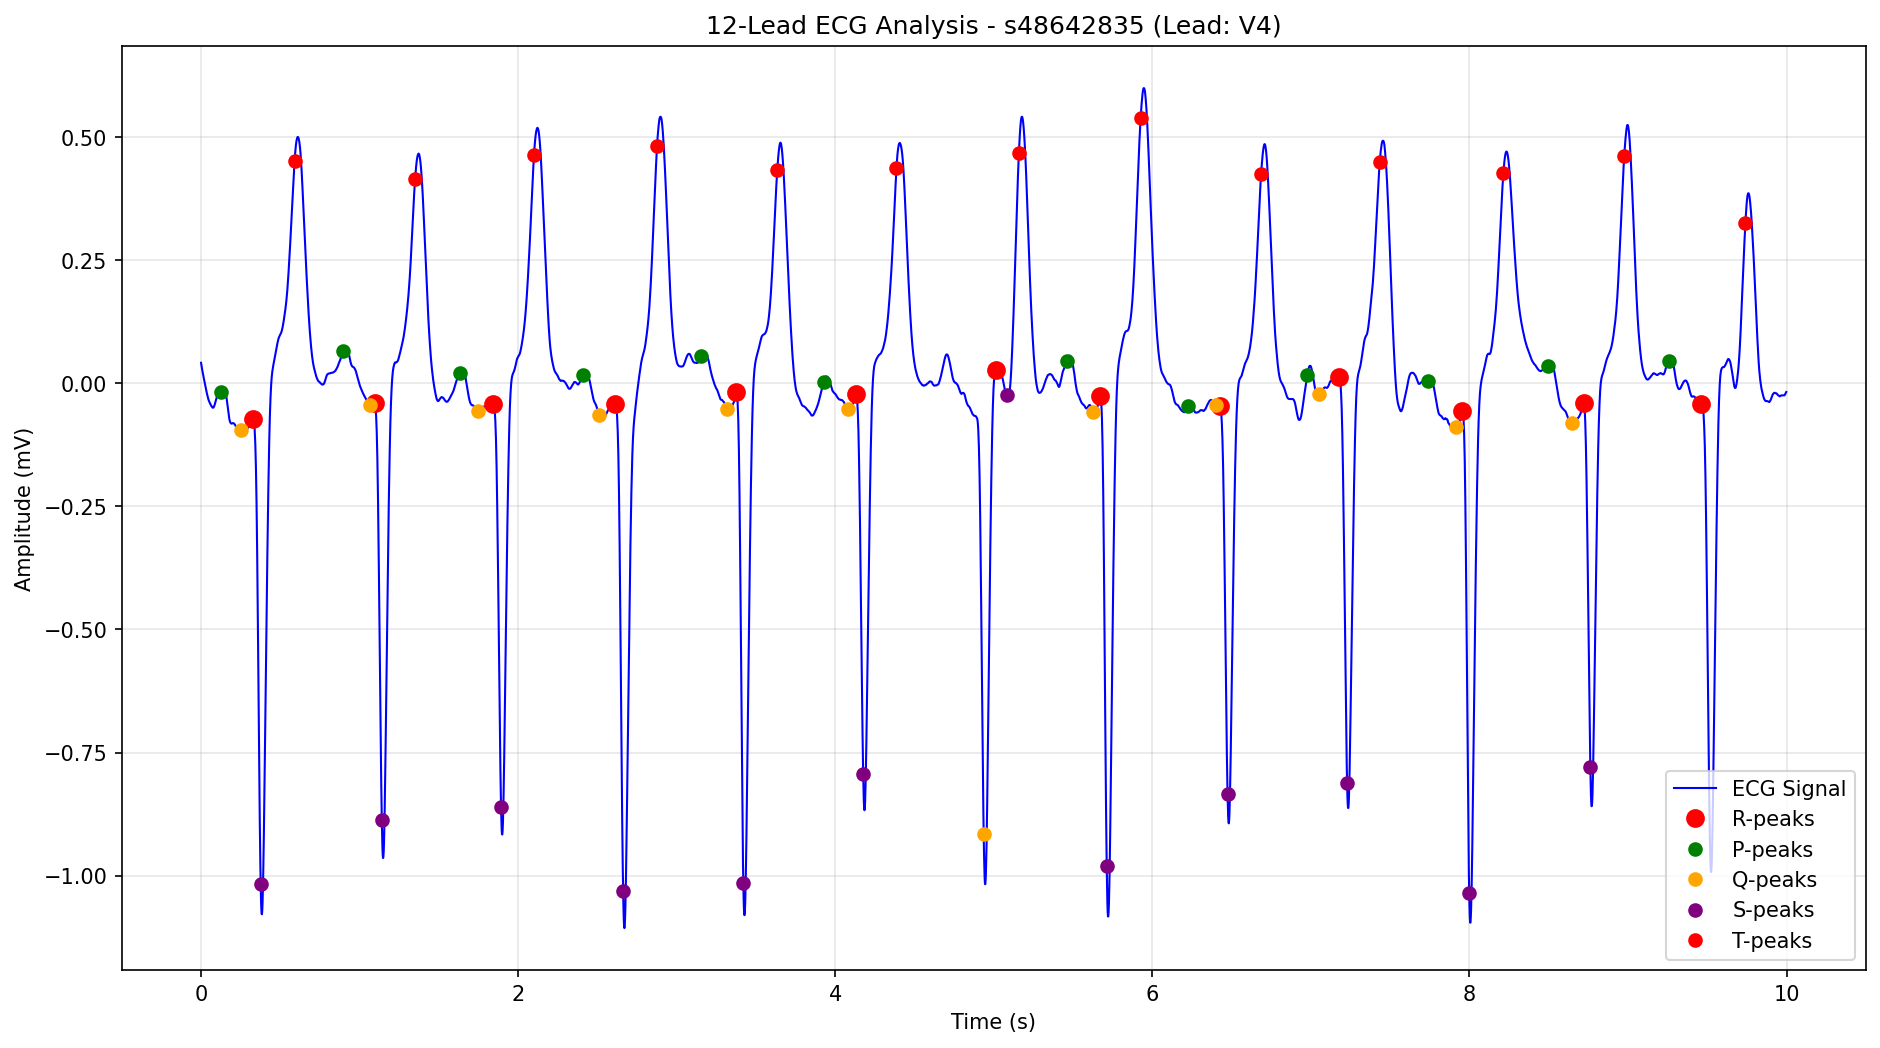 12-Lead ECG Analysis - s48642835 (Lead: V4)
Amplitude (mV)
0.50
0.25
0.00
−0.25
−0.50
−0.75
−1.00
ECG Signal
R-peaks
P-peaks
Q-peaks
S-peaks
T-peaks
0 2 4 6 8 10
Time (s)